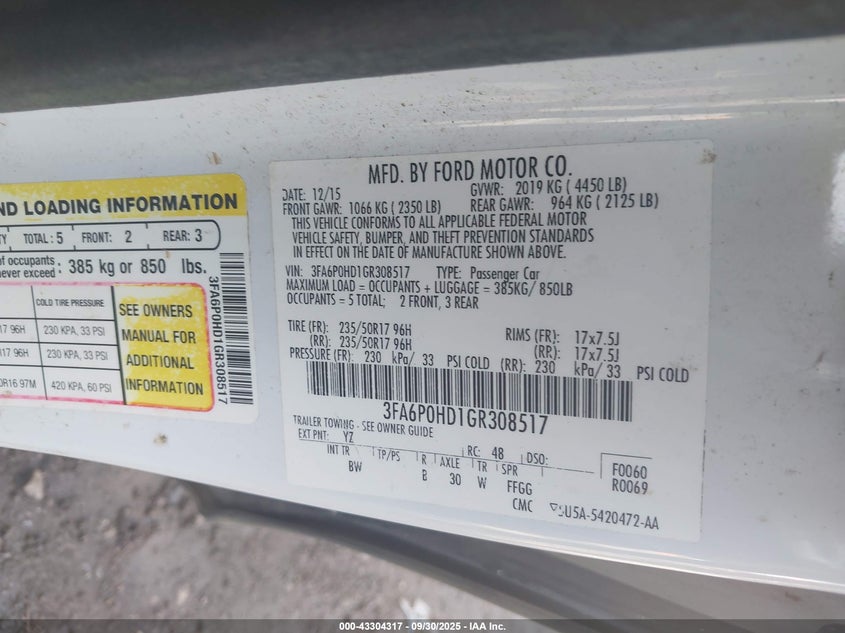 ND LOADING INFORMATION
TOTAL: 5 FRONT: 2 REAR: 3
of occupants
never exceed: 385 kg or 850 lbs.
COLD TIRE PRESSURE
17 96H 230 KPA, 33 PSI
R17 96H 230 KPA, 33 PSI
0R16 97M 420 KPA, 60 PSI
SEE OWNERS
MANUAL FOR
ADDITIONAL
INFORMATION
3FA6P0HD1GR308517
MFD. BY FORD MOTOR CO.
DATE: 12/15 GVWR: 2019 KG ( 4450 LB)
FRONT GAWR: 1066 KG ( 2350 LB) REAR GAWR: 964 KG ( 2125 LB)
THIS VEHICLE CONFORMS TO ALL APPLICABLE FEDERAL MOTOR
VEHICLE SAFETY, BUMPER, AND THEFT PREVENTION STANDARDS
IN EFFECT ON THE DATE OF MANUFACTURE SHOWN ABOVE.
VIN: 3FA6P0HD1GR308517 TYPE: Passenger Car
MAXIMUM LOAD = OCCUPANTS + LUGGAGE = 385KG/ 850LB
OCCUPANTS = 5 TOTAL; 2 FRONT, 3 REAR
TIRE (FR): 235/50R17 96H RIMS (FR): 17x7.5J
(RR): 235/50R17 96H (RR): 17x7.5J
PRESSURE (FR): 230 kPa/ 33 PSI COLD (RR): 230 kPa/ 33 PSI COLD
3FA6P0HD1GR308517
TRAILER TOWING - SEE OWNER GUIDE
EXT PNT: YZ RC: 48 DSO: F0060
INT TR TP/PS R AXLE TR SPR R0069
BW B 30 W FFGG
CMC U5A-5420472-AA
000-43304317 - 09/30/2025 - IAA Inc.